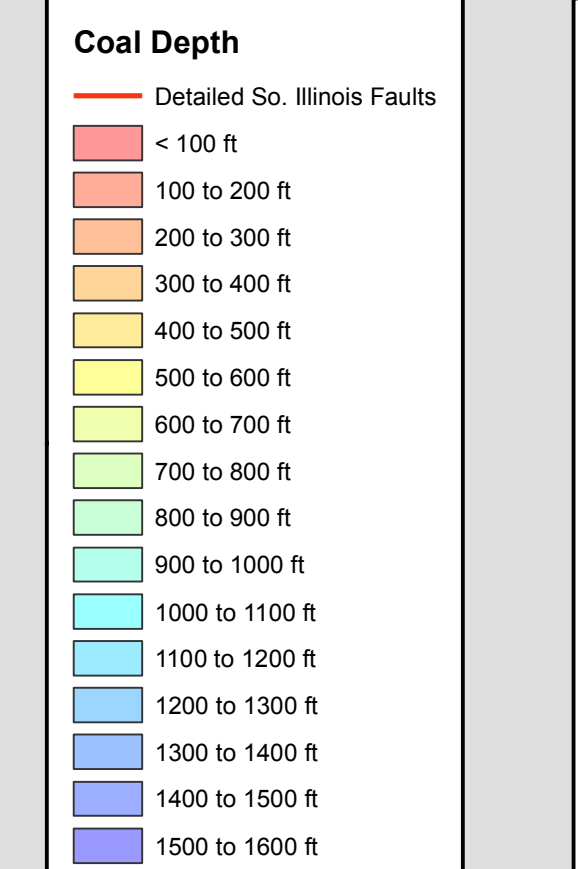 Coal Depth
Detailed So. Illinois Faults
< 100 ft
100 to 200 ft
200 to 300 ft
300 to 400 ft
400 to 500 ft
500 to 600 ft
600 to 700 ft
700 to 800 ft
800 to 900 ft
900 to 1000 ft
1000 to 1100 ft
1100 to 1200 ft
1200 to 1300 ft
1300 to 1400 ft
1400 to 1500 ft
1500 to 1600 ft